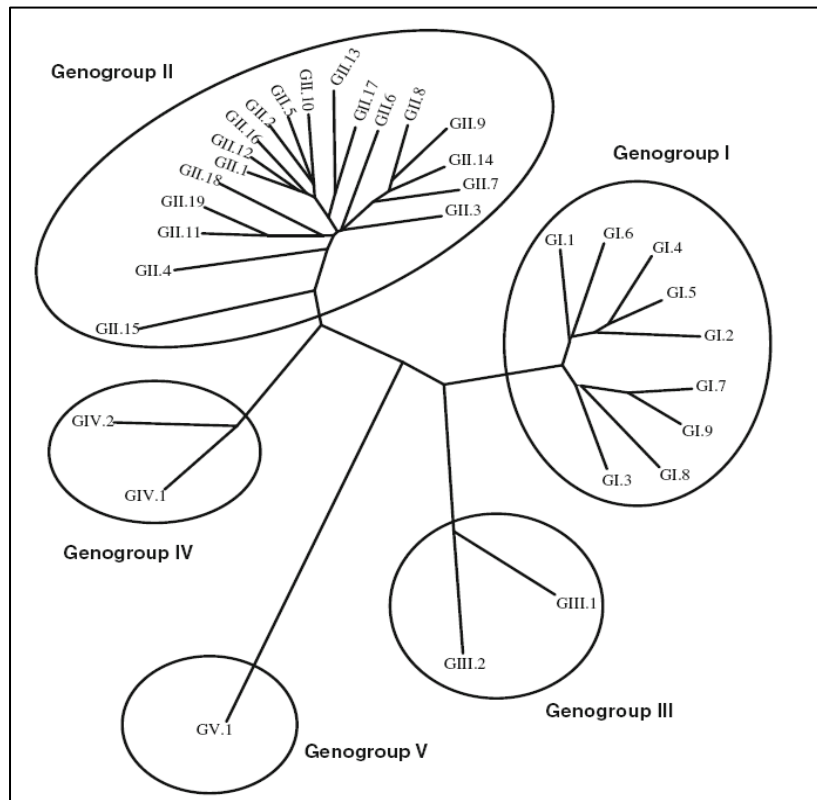 Genogroup II
GII.13
GII.10
GII.5
GII.2
GII.16
GII.12
GII.1
GII.18
GII.19
GII.11
GII.4
GII.15
GII.17
GII.6
GII.8
GII.9
GII.14
GII.7
GII.3
Genogroup I
GI.1
GI.6
GI.4
GI.5
GI.2
GI.7
GI.9
GI.8
GI.3
GIV.2
GIV.1
Genogroup IV
GIII.1
GIII.2
Genogroup III
GV.1
Genogroup V